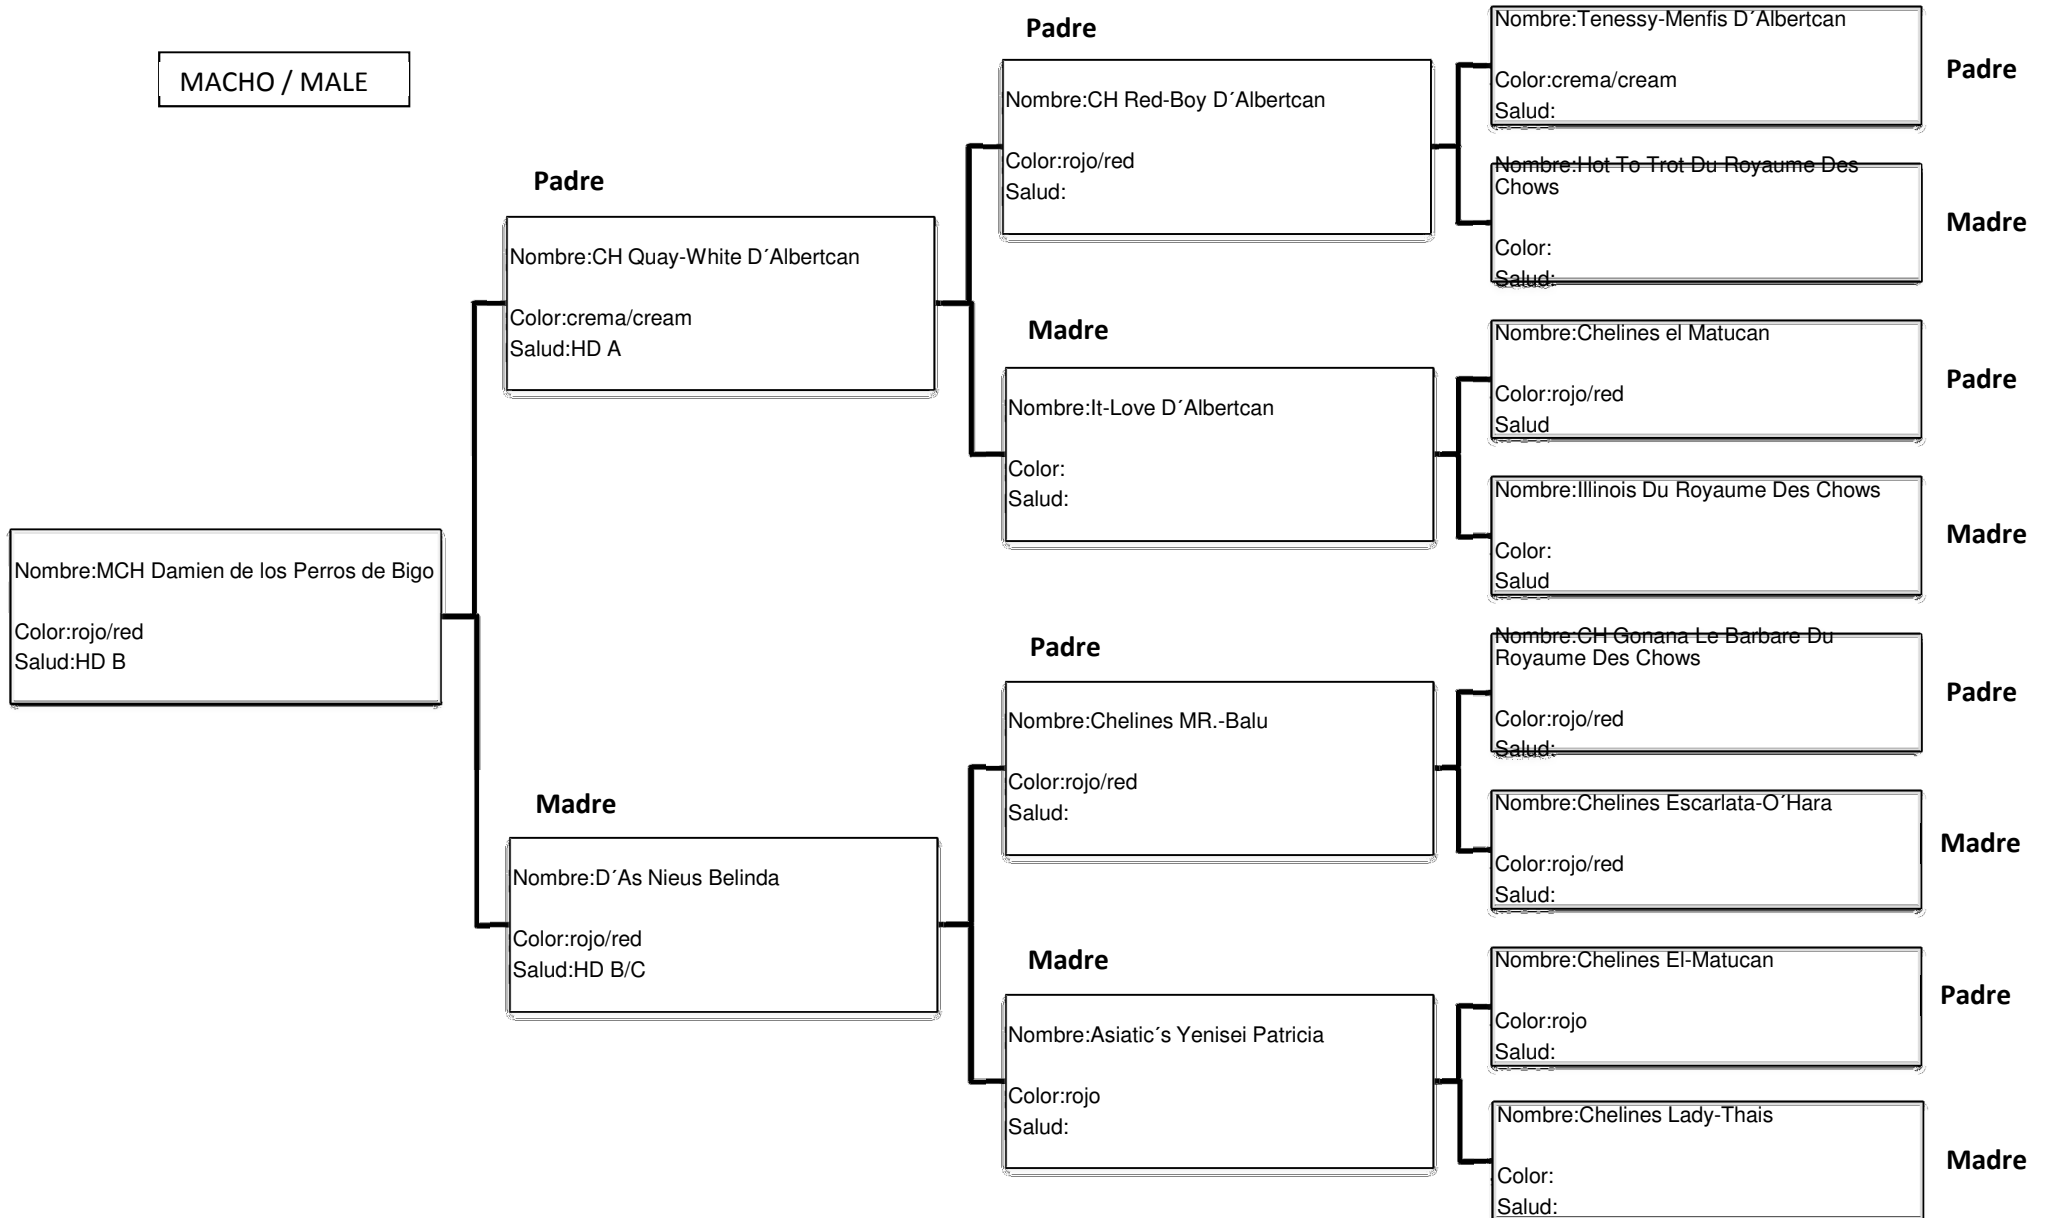 MACHO / MALE
Nombre:MCH Damien de los Perros de Bigo
Color:rojo/red
Salud:HD B
Padre
Nombre:CH Quay-White D´Albertcan
Color:crema/cream
Salud:HD A
Madre
Nombre:D´As Nieus Belinda
Color:rojo/red
Salud:HD B/C
Padre
Nombre:CH Red-Boy D´Albertcan
Color:rojo/red
Salud:
Madre
Nombre:It-Love D´Albertcan
Color:
Salud:
Padre
Nombre:Chelines MR.-Balu
Color:rojo/red
Salud:
Madre
Nombre:Asiatic´s Yenisei Patricia
Color:rojo
Salud:
Nombre:Tenessy-Menfis D´Albertcan
Color:crema/cream
Salud:
Padre
Nombre:Hot To Trot Du Royaume Des
Chows
Color:
Salud:
Madre
Nombre:Chelines el Matucan
Color:rojo/red
Salud
Padre
Nombre:Illinois Du Royaume Des Chows
Color:
Salud
Madre
Nombre:CH Gonana Le Barbare Du
Royaume Des Chows
Color:rojo/red
Salud:
Padre
Nombre:Chelines Escarlata-O´Hara
Color:rojo/red
Salud:
Madre
Nombre:Chelines El-Matucan
Color:rojo
Salud:
Padre
Nombre:Chelines Lady-Thais
Color:
Salud:
Madre